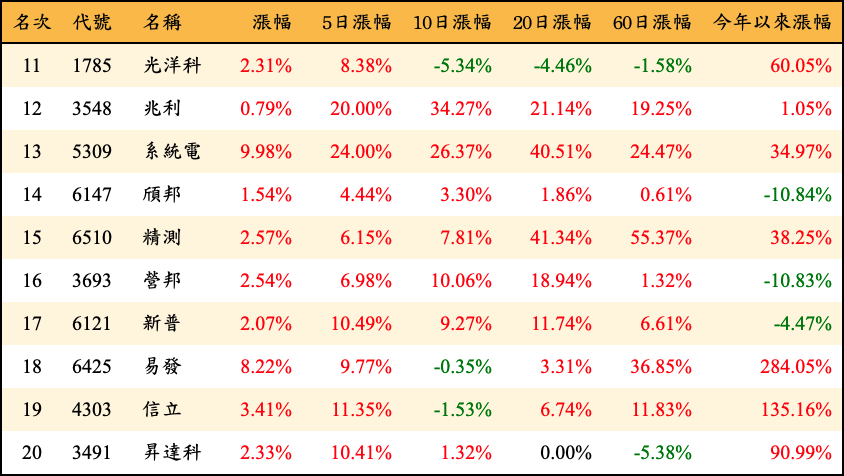 名次 代號 名稱 漲幅 5日漲幅 10日漲幅 20日漲幅 60日漲幅 今年以來漲幅
11 1785 光洋科 2.31% 8.38% -5.34% -4.46% -1.58% 60.05%
12 3548 兆利 0.79% 20.00% 34.27% 21.14% 19.25% 1.05%
13 5309 系統電 9.98% 24.00% 26.37% 40.51% 24.47% 34.97%
14 6147 頎邦 1.54% 4.44% 3.30% 1.86% 0.61% -10.84%
15 6510 精測 2.57% 6.15% 7.81% 41.34% 55.37% 38.25%
16 3693 營邦 2.54% 6.98% 10.06% 18.94% 1.32% -10.83%
17 6121 新普 2.07% 10.49% 9.27% 11.74% 6.61% -4.47%
18 6425 易發 8.22% 9.77% -0.35% 3.31% 36.85% 284.05%
19 4303 信立 3.41% 11.35% -1.53% 6.74% 11.83% 135.16%
20 3491 昇達科 2.33% 10.41% 1.32% 0.00% -5.38% 90.99%